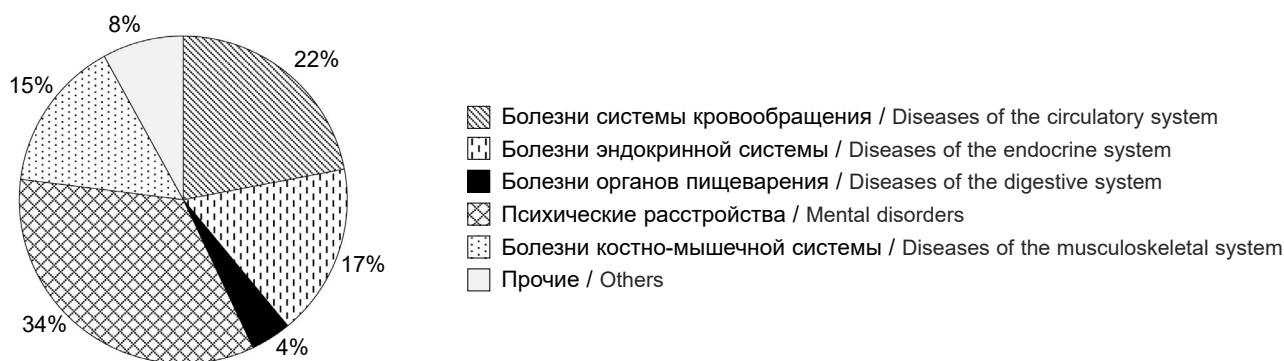 8%
22%
15%
17%
34%
4%
Болезни системы кровообращения / Diseases of the circulatory system
Болезни эндокринной системы / Diseases of the endocrine system
Болезни органов пищеварения / Diseases of the digestive system
Психические расстройства / Mental disorders
Болезни костно-мышечной системы / Diseases of the musculoskeletal system
Прочие / Others